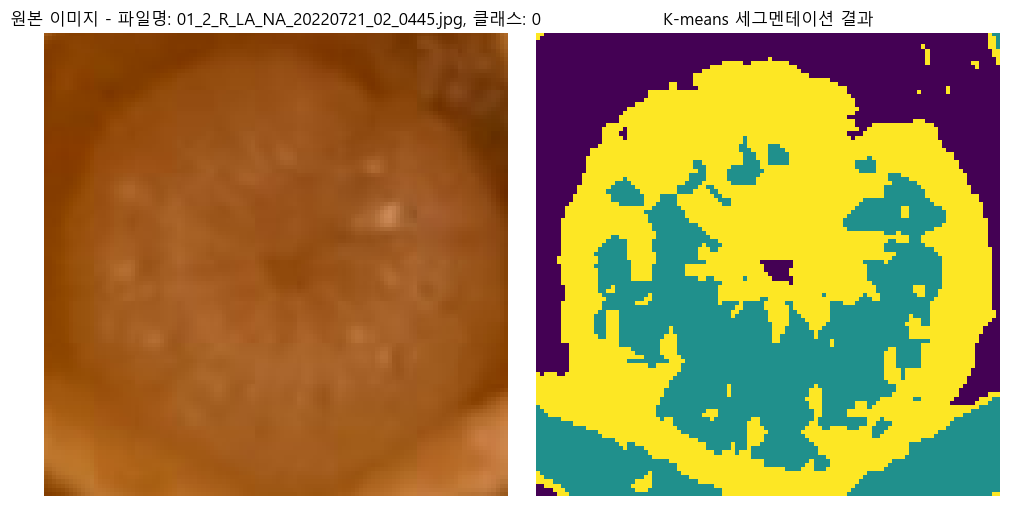 원본 이미지 - 파일명: 01_2_R_LA_NA_20220721_02_0445.jpg, 클래스: 0
K-means 세그멘테이션 결과